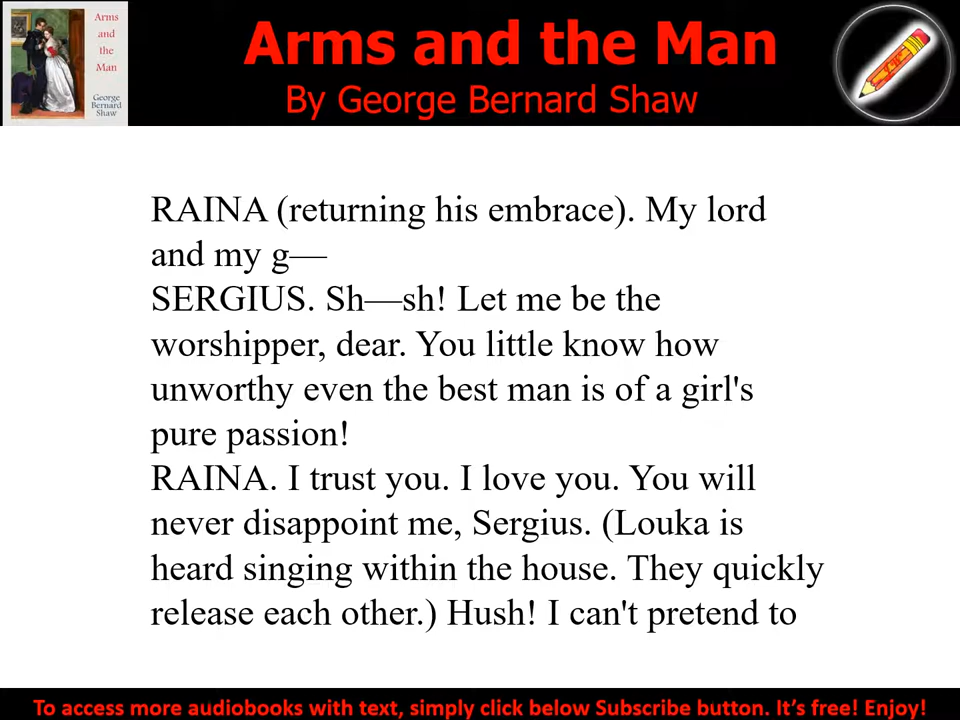 Arms
and
the
Man
George
Bernard
Shaw
Arms and the Man
By George Bernard Shaw
RAINA (returning his embrace). My lord
and my g—
SERGIUS. Sh—sh! Let me be the
worshipper, dear. You little know how
unworthy even the best man is of a girl's
pure passion!
RAINA. I trust you. I love you. You will
never disappoint me, Sergius. (Louka is
heard singing within the house. They quickly
release each other.) Hush! I can't pretend to
To access more audiobooks with text, simply click below Subscribe button. It's free! Enjoy!